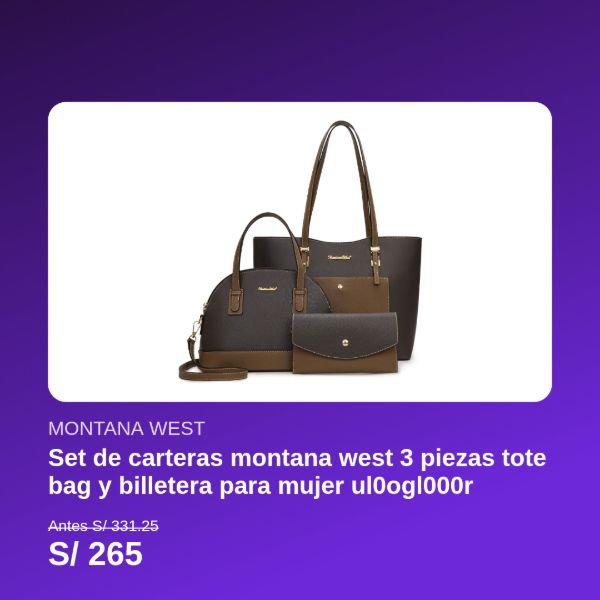 MONTANA WEST
Set de carteras montana west 3 piezas tote
bag y billetera para mujer ul0ogl000r
Antes S/ 331.25
S/ 265